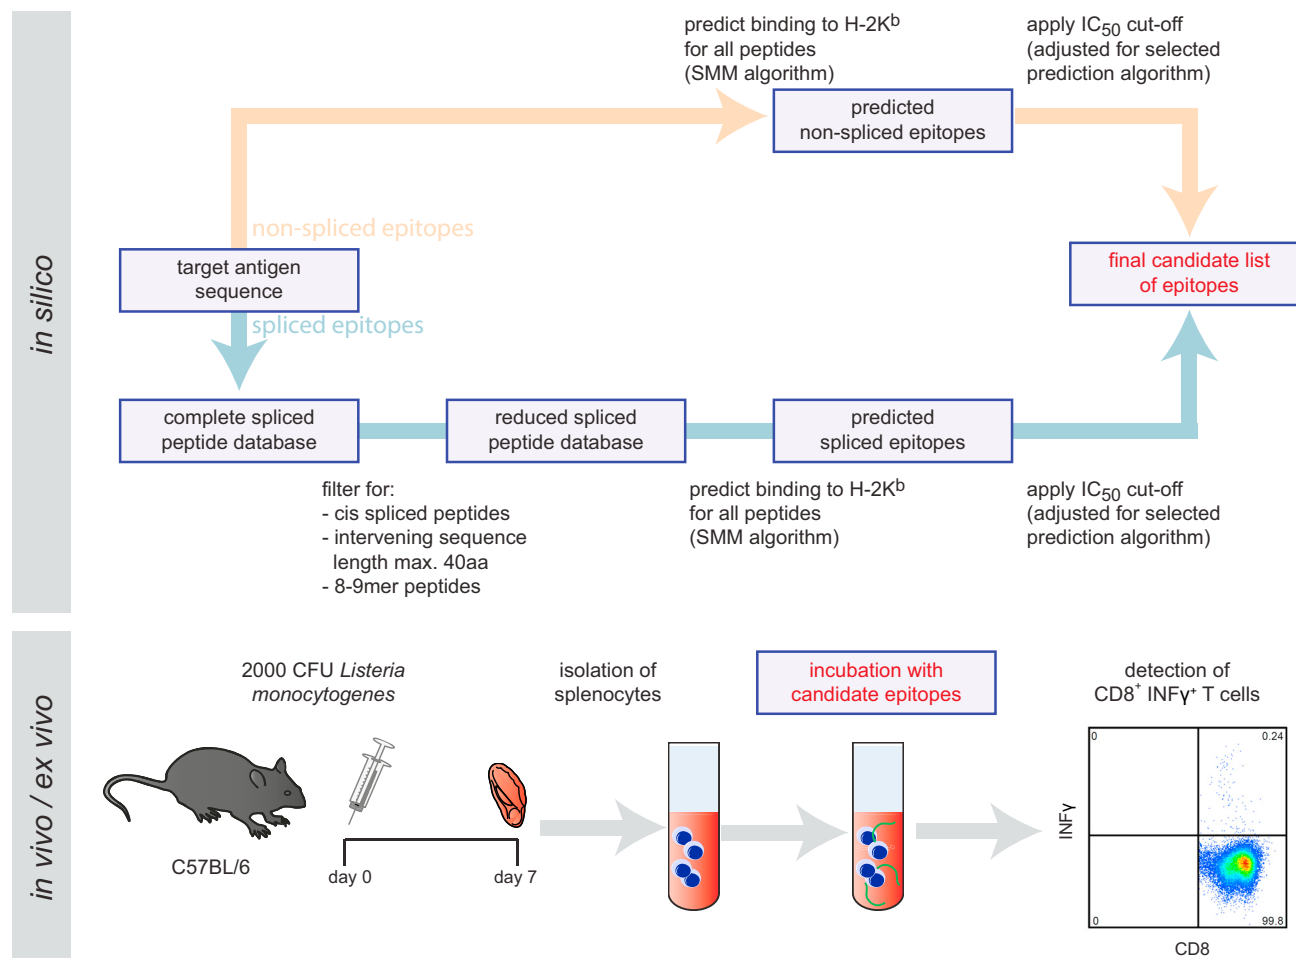 in silico
predict binding to H-2Kb
for all peptides
(SMM algorithm)
apply IC50 cut-off
(adjusted for selected
prediction algorithm)
predicted
non-spliced epitopes
non-spliced epitopes
target antigen
sequence
final candidate list
of epitopes
spliced epitopes
complete spliced
peptide database
reduced spliced
peptide database
predicted
spliced epitopes
filter for:
- cis spliced peptides
- intervening sequence
length max. 40aa
- 8-9mer peptides
predict binding to H-2Kb
for all peptides
(SMM algorithm)
apply IC50 cut-off
(adjusted for selected
prediction algorithm)
in vivo / ex vivo
2000 CFU Listeria
monocytogenes
isolation of
splenocytes
incubation with
candidate epitopes
detection of
CD8+ INFγ+ T cells
C57BL/6
day 0
day 7
0
0.24
INFγ
0
99.8
CD8